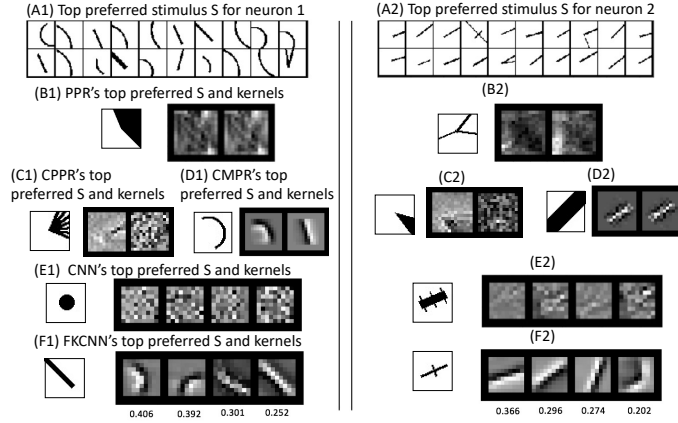 (A1) Top preferred stimulus S for neuron 1
(B1) PPR's top preferred S and kernels
(C1) CPPR's top
preferred S and kernels
(D1) CMPR's top
preferred S and kernels
(E1) CNN's top preferred S and kernels
(F1) FKCNN's top preferred S and kernels
0.406 0.392 0.301 0.252
(A2) Top preferred stimulus S for neuron 2
(B2)
(C2)
(D2)
(E2)
(F2)
0.366 0.296 0.274 0.202